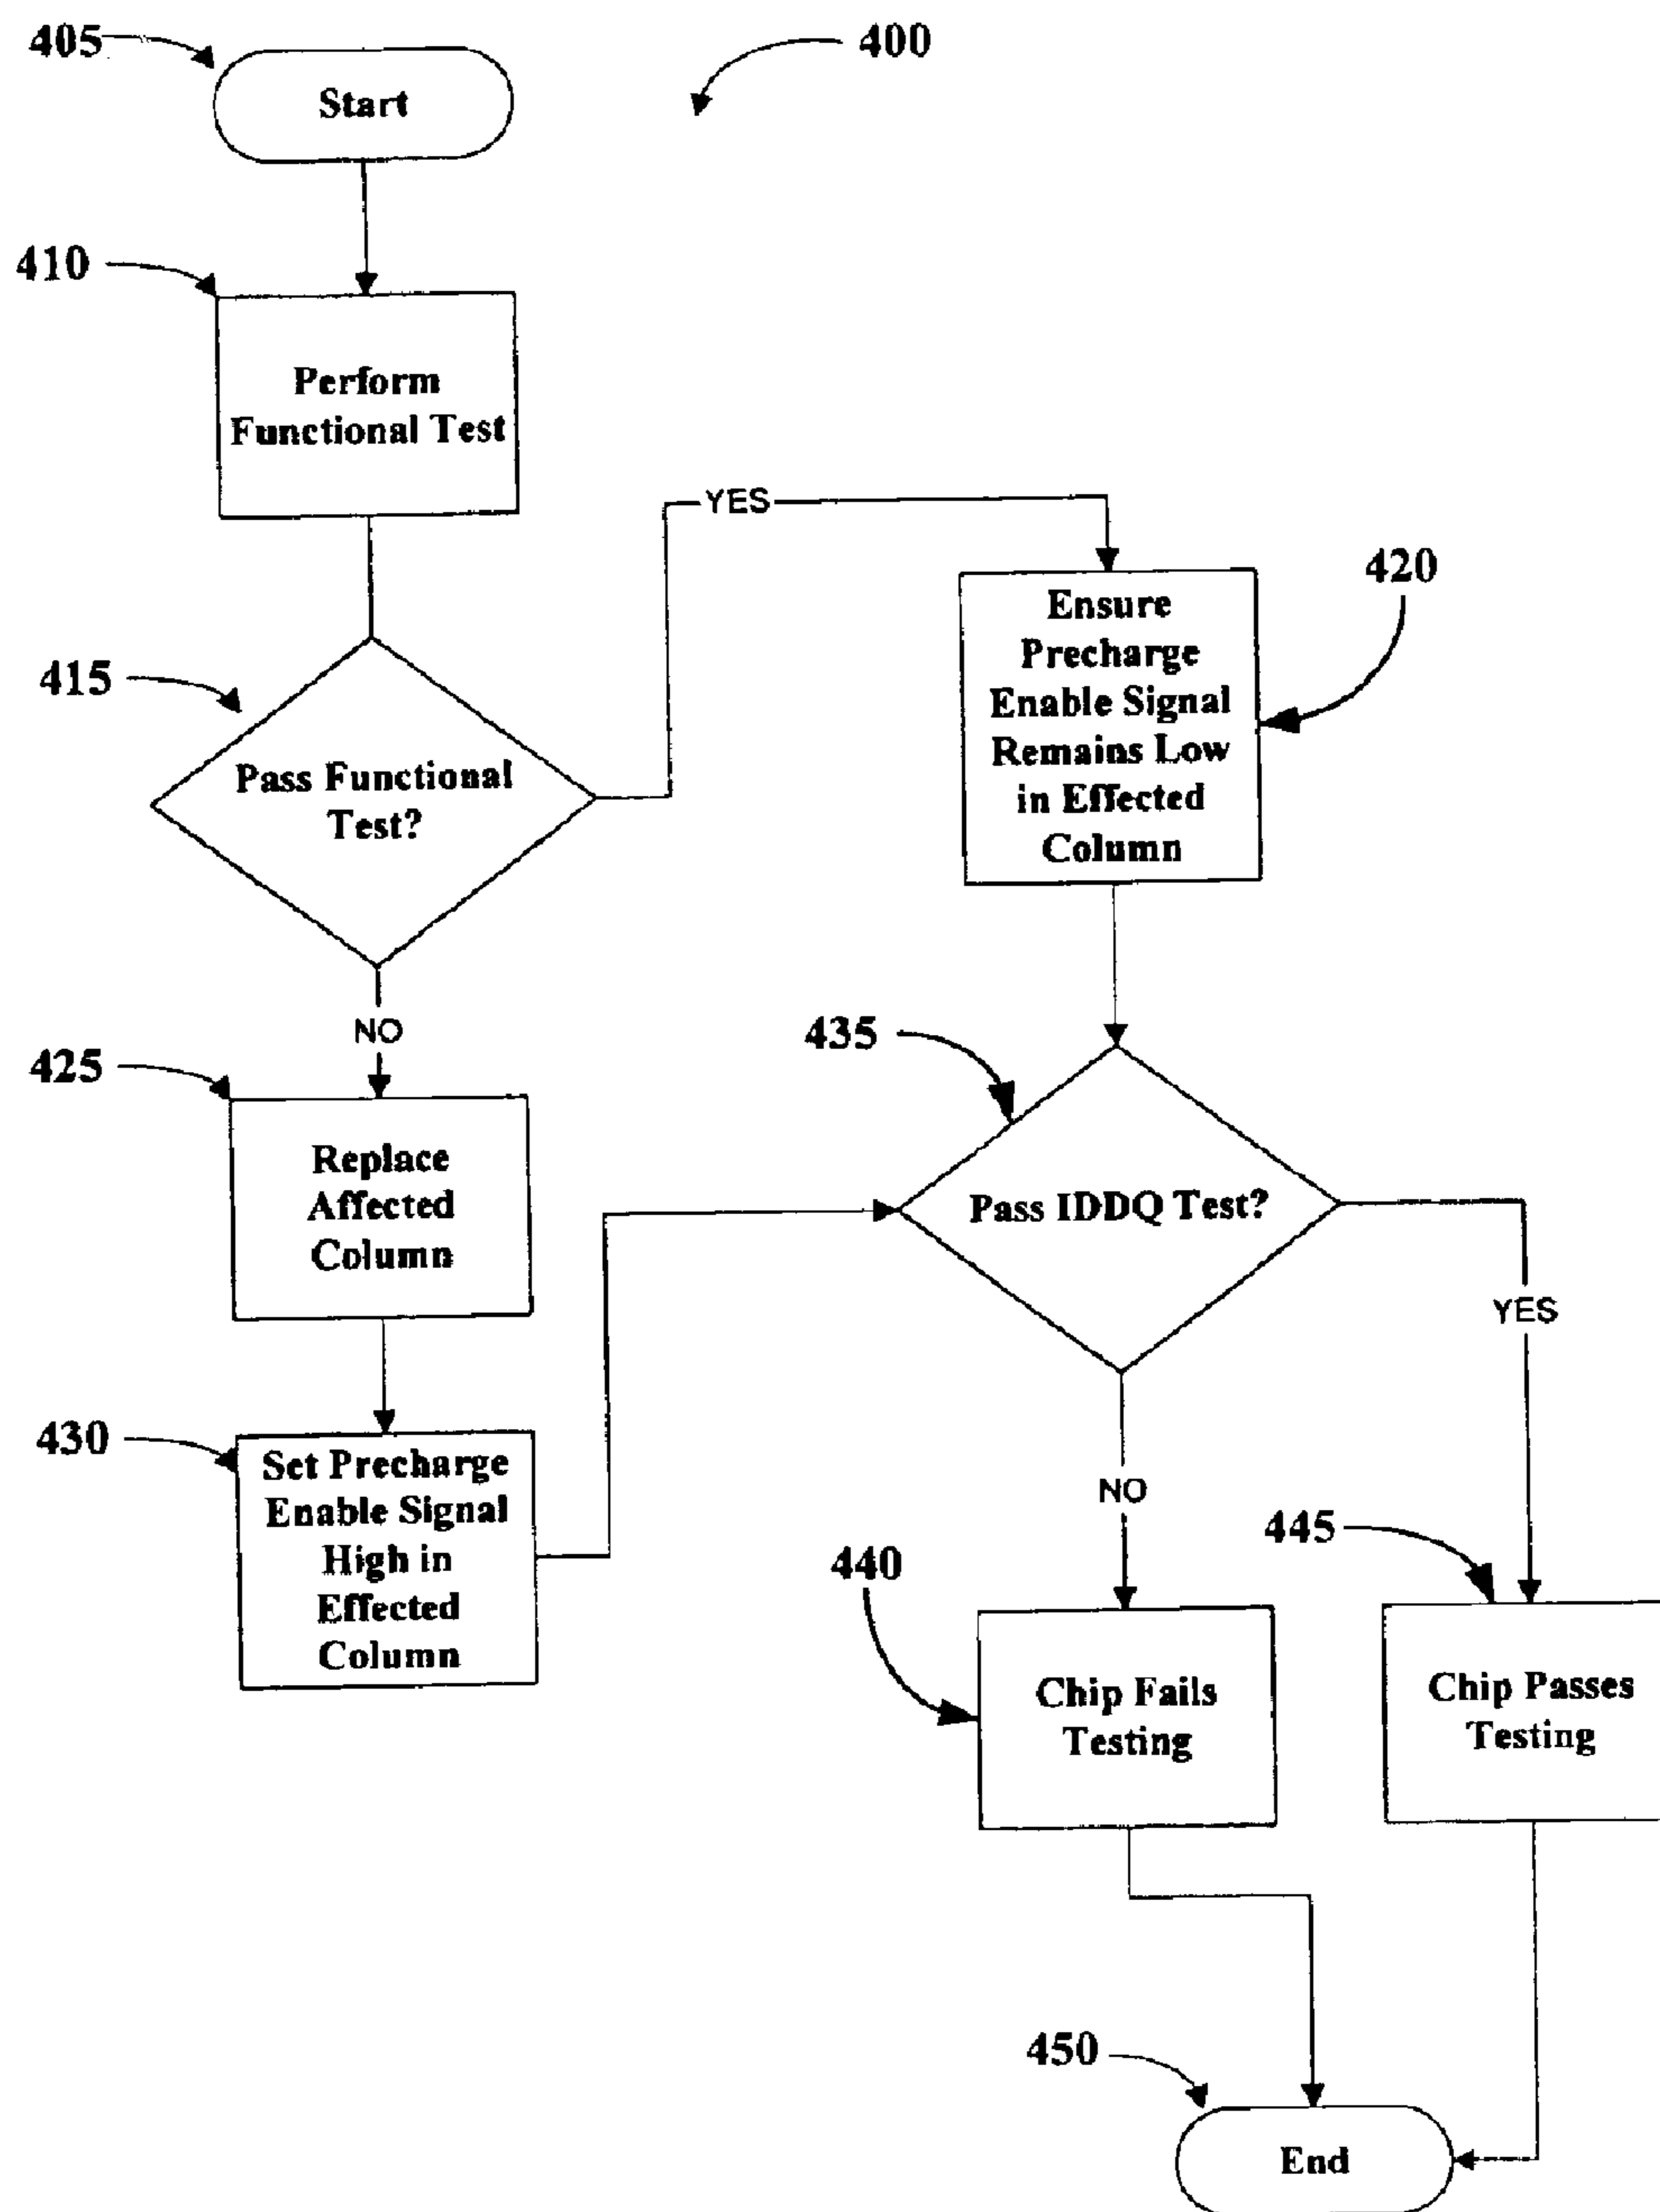 405
Start
400
410
Perform
Functional Test
YES
420
Ensure
Precharge
Enable Signal
Remains Low
in Effected
Column
415
Pass Functional
Test?
NO
425
Replace
Affected
Column
435
Pass IDDQ Test?
YES
430
Set Precharge
Enable Signal
High in
Effected
Column
NO
440
445
Chip Fails
Testing
Chip Passes
Testing
450
End